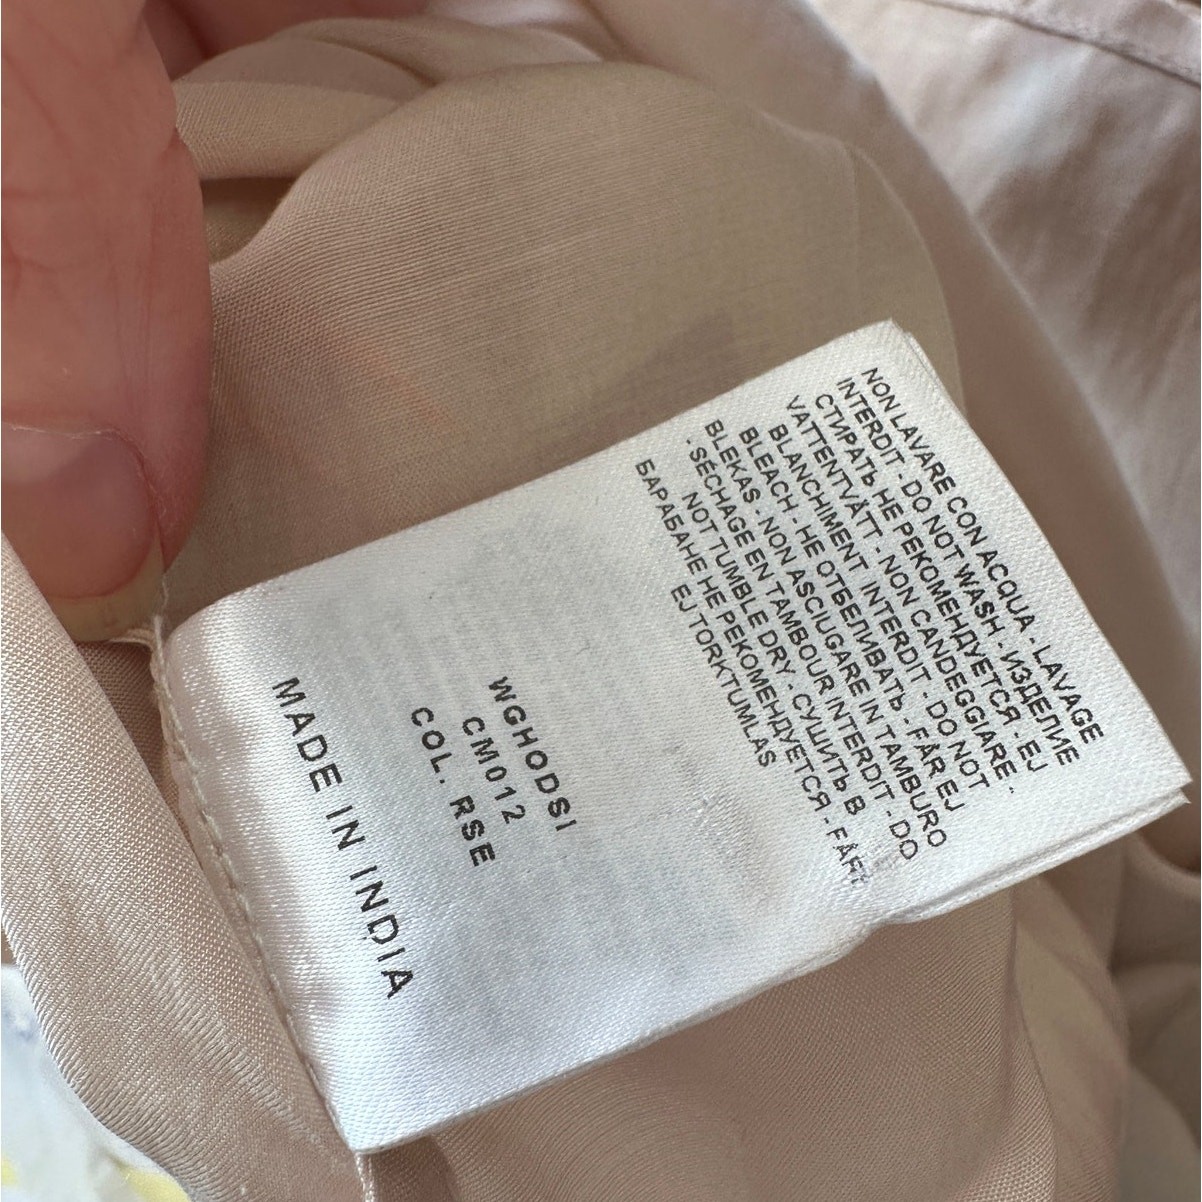 NON LAVARE CON ACQUA - LAVAGE
INTERDIT - DO NOT WASH - ИЗДЕЛИЕ
СТИРАТЬ НЕ РЕКОМЕНДУЕТСЯ - EJ
VATTENTVÄTT - NON CANDEGGIARE -
BLANCHIMENT INTERDIT - DO NOT
BLEACH - НЕ ОТБЕЛИВАТЬ - FÅR EJ
BLEKAS - NON ASCIUGARE IN TAMBURO
- SÉCHAGE EN TAMBOUR INTERDIT - DO
NOT TUMBLE DRY - СУШИТЬ В
БАРАБАНЕ НЕ РЕКОМЕНДУЕТСЯ - FÅR
EJ TORKTUMLAS
WGHODSI
CM012
COL. RSE
MADE IN INDIA